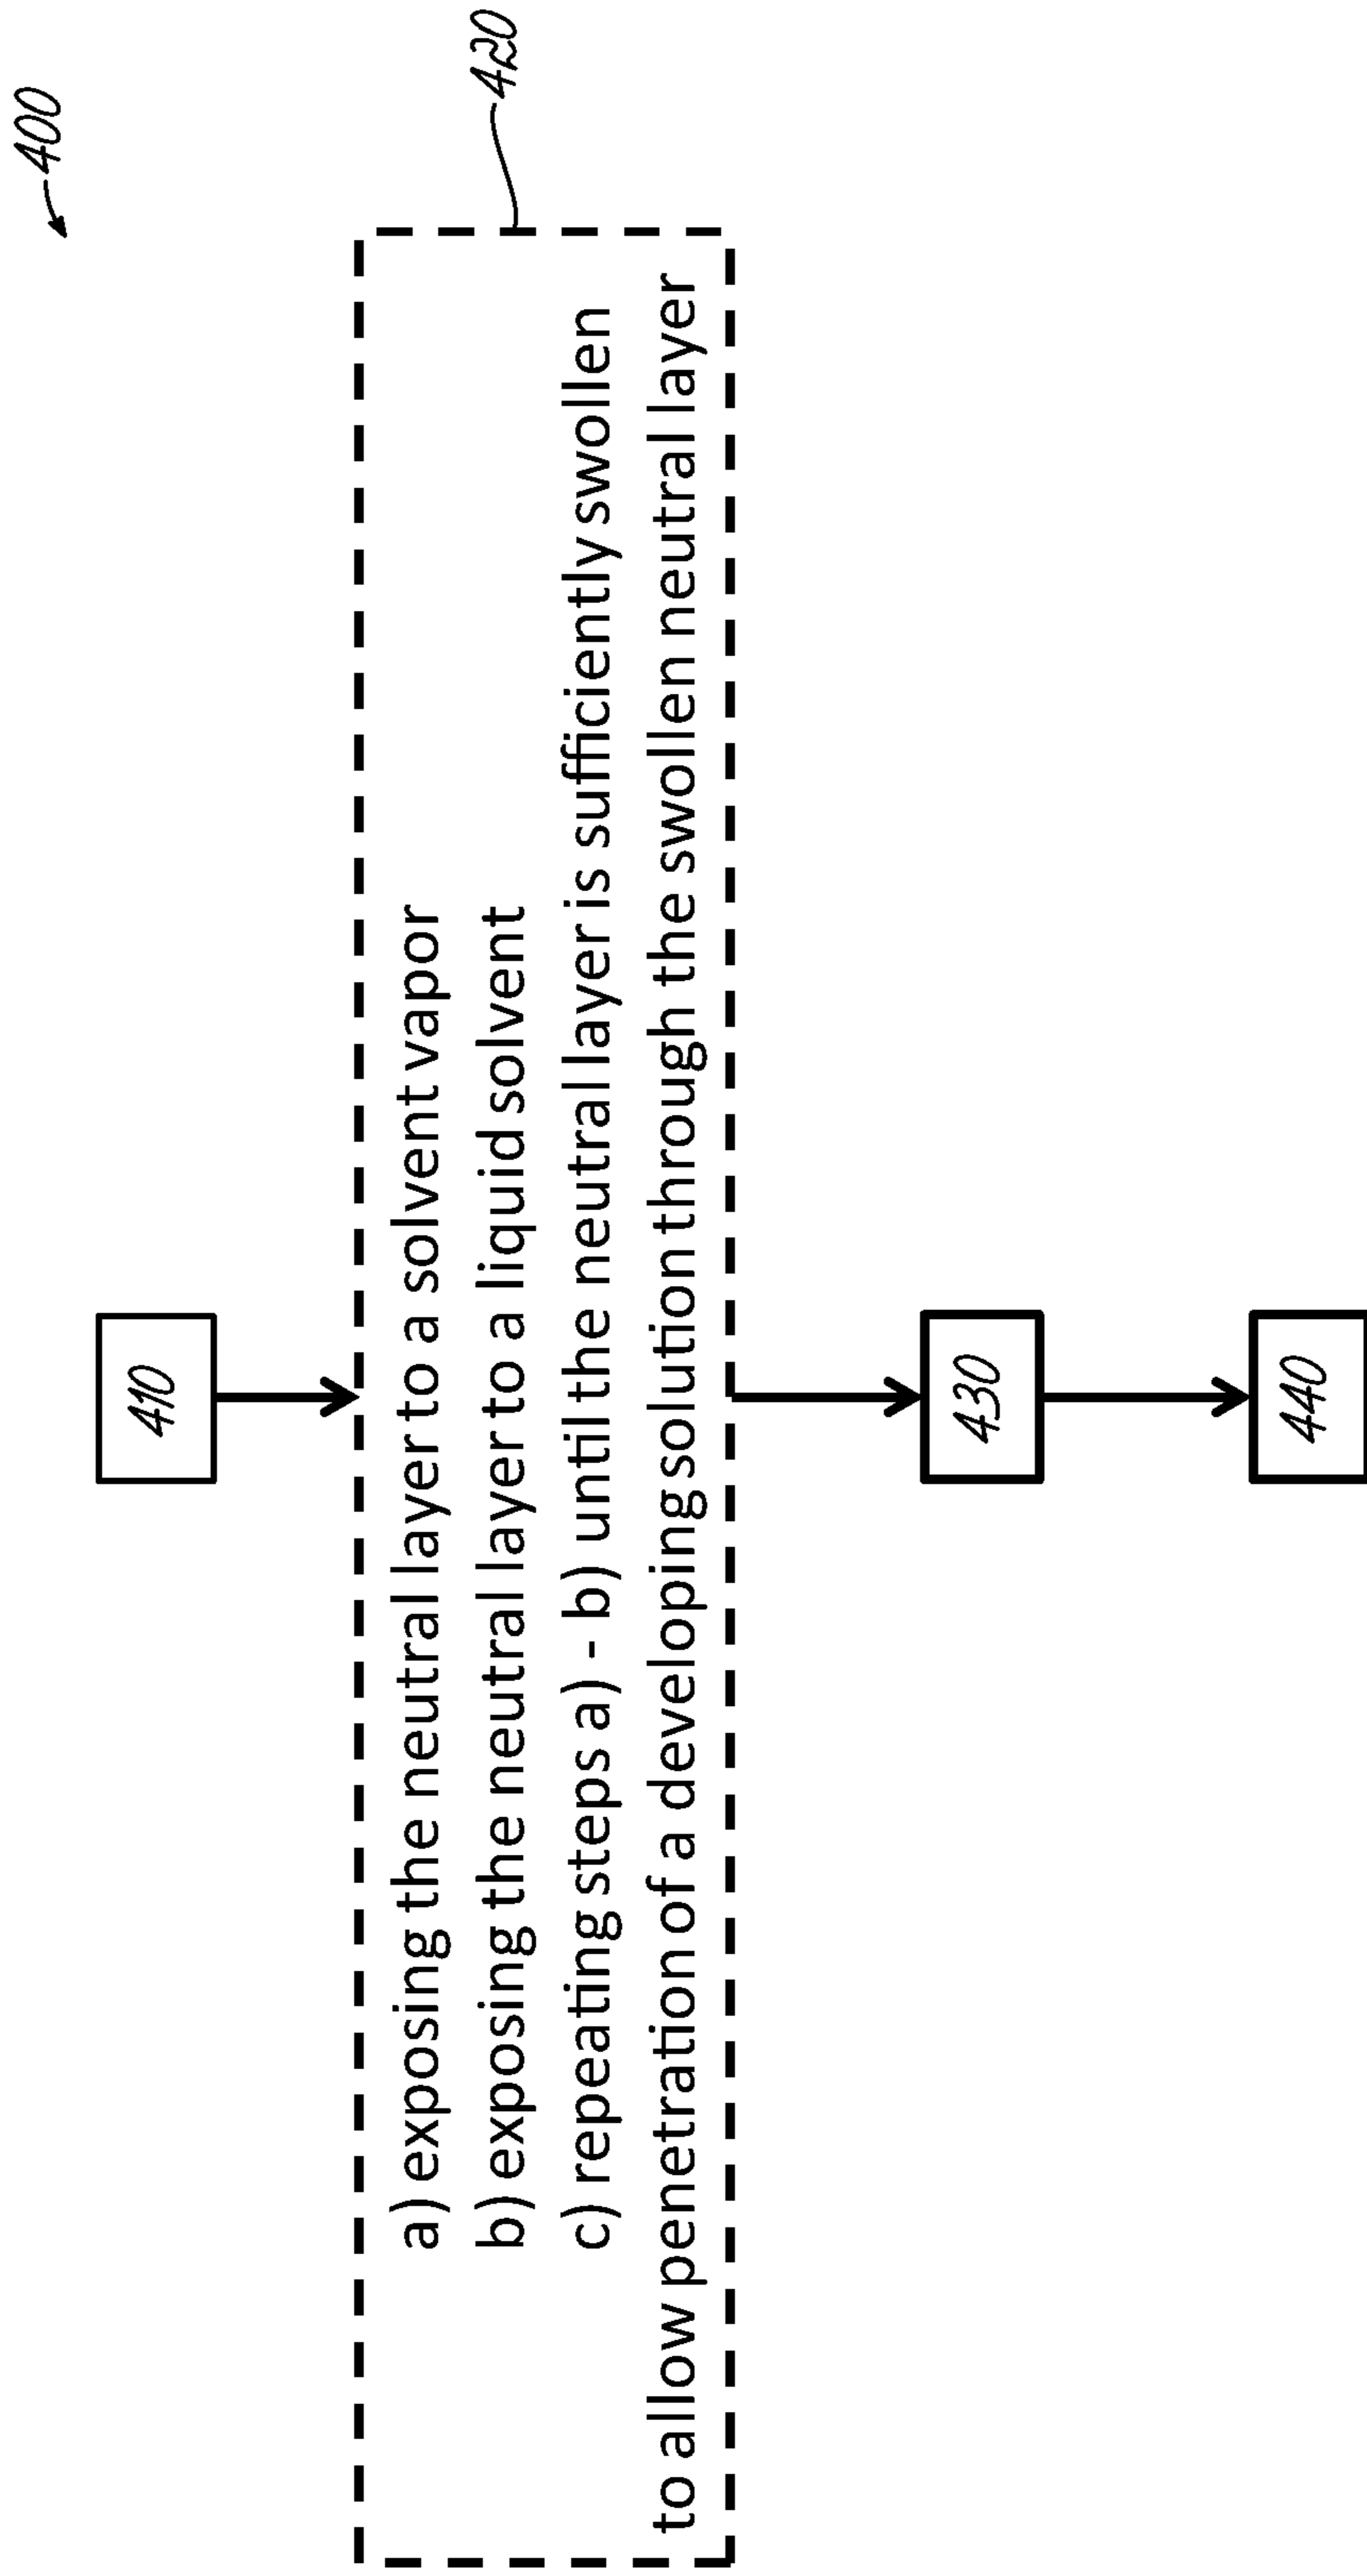 400
410
420
a) exposing the neutral layer to a solvent vapor
b) exposing the neutral layer to a liquid solvent
c) repeating steps a) - b) until the neutral layer is sufficiently swollen
to allow penetration of a developing solution through the swollen neutral layer
430
440